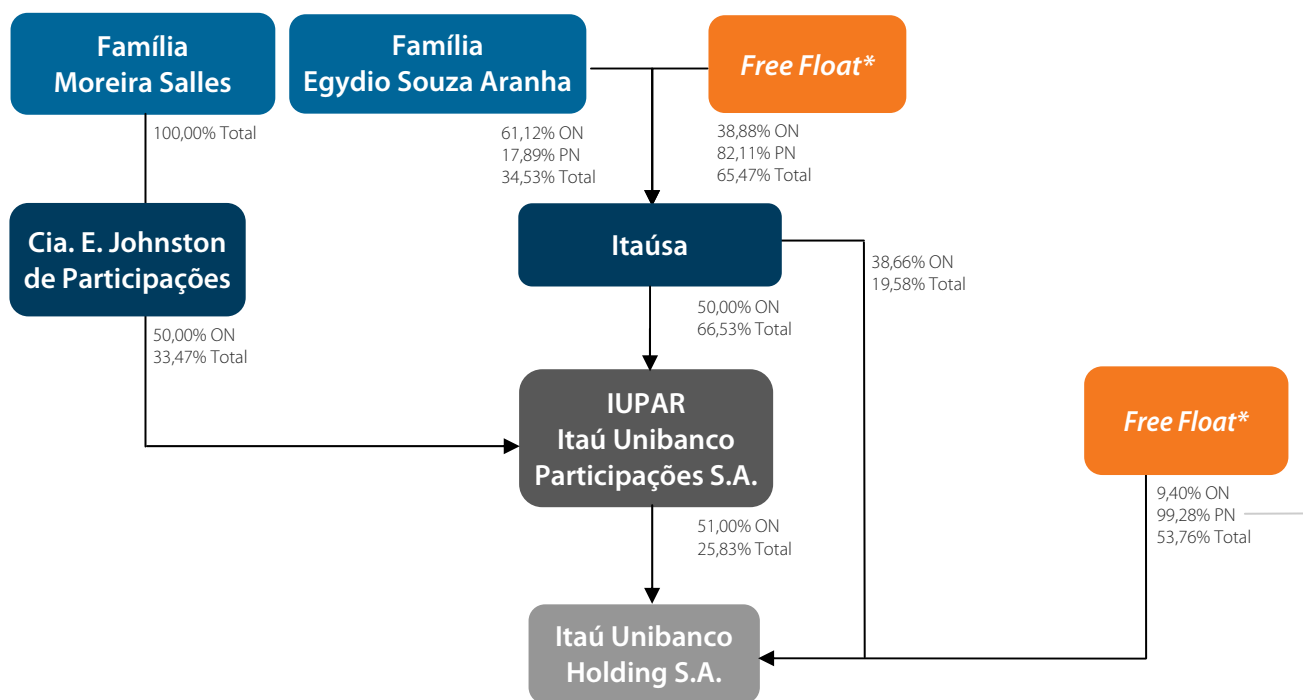 Família
Moreira Salles
Família
Egydio Souza Aranha
Free Float*
100,00% Total
61,12% ON
17,89% PN
34,53% Total
38,88% ON
82,11% PN
65,47% Total
Cia. E. Johnston
de Participações
Itaúsa
38,66% ON
19,58% Total
50,00% ON
33,47% Total
50,00% ON
66,53% Total
IUPAR
Itaú Unibanco
Participações S.A.
Free Float*
9,40% ON
99,28% PN
53,76% Total
51,00% ON
25,83% Total
Itaú Unibanco
Holding S.A.